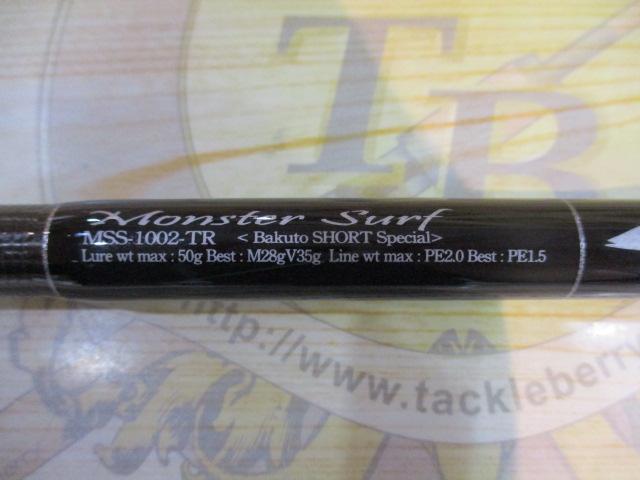 TB
Monster Surf
MSS-1002-TR < Bakuto SHORT Special>
Lure wt max : 50g Best : M28gV35g Line wt max : PE2.0 Best : PE1.5
http://www.tackleberry